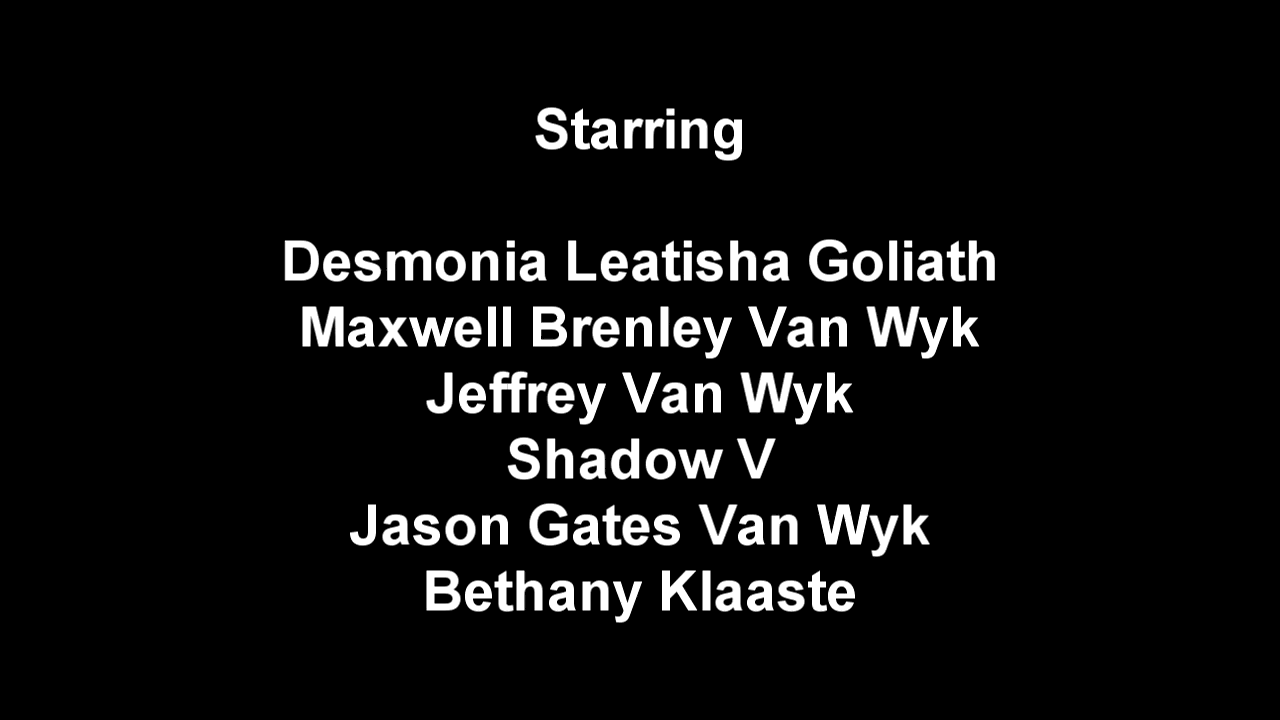 Starring
Desmonia Leatisha Goliath
Maxwell Brenley Van Wyk
Jeffrey Van Wyk
Shadow V
Jason Gates Van Wyk
Bethany Klaaste